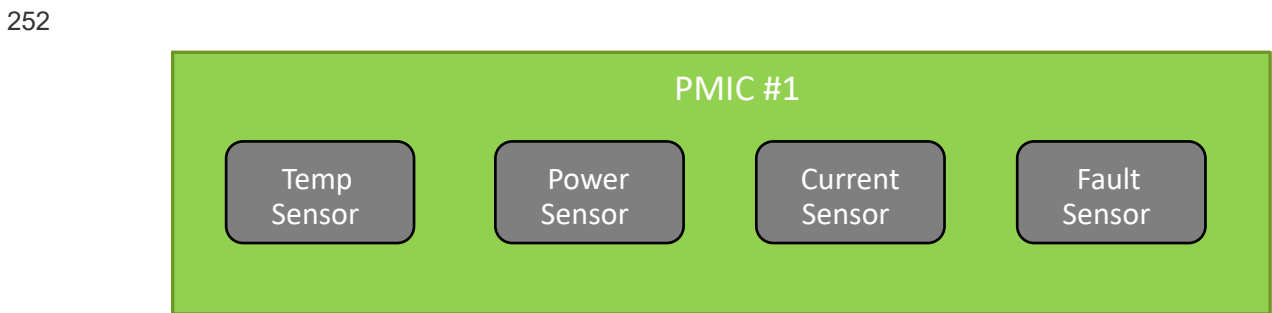 252
PMIC #1
Temp
Sensor
Power
Sensor
Current
Sensor
Fault
Sensor